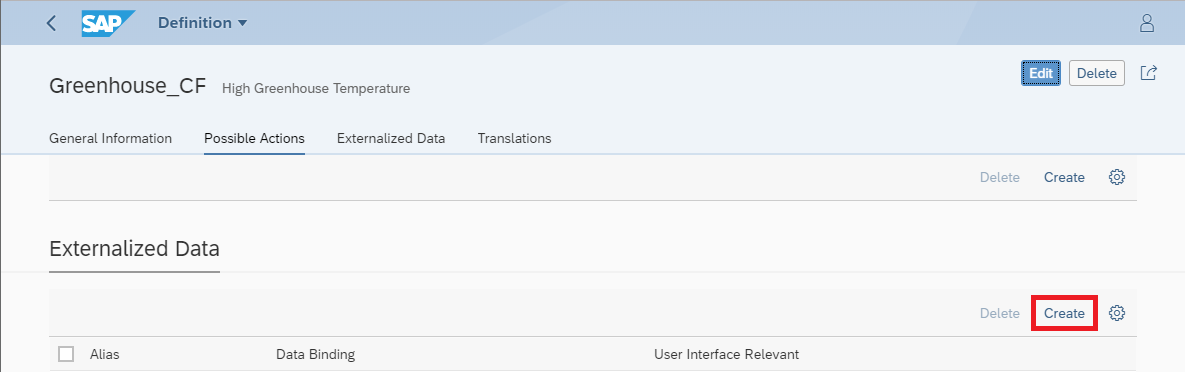 SAP Definition
Greenhouse_CF High Greenhouse Temperature Edit Delete
General Information Possible Actions Externalized Data Translations
Delete Create
Externalized Data
Delete Create
Alias Data Binding User Interface Relevant